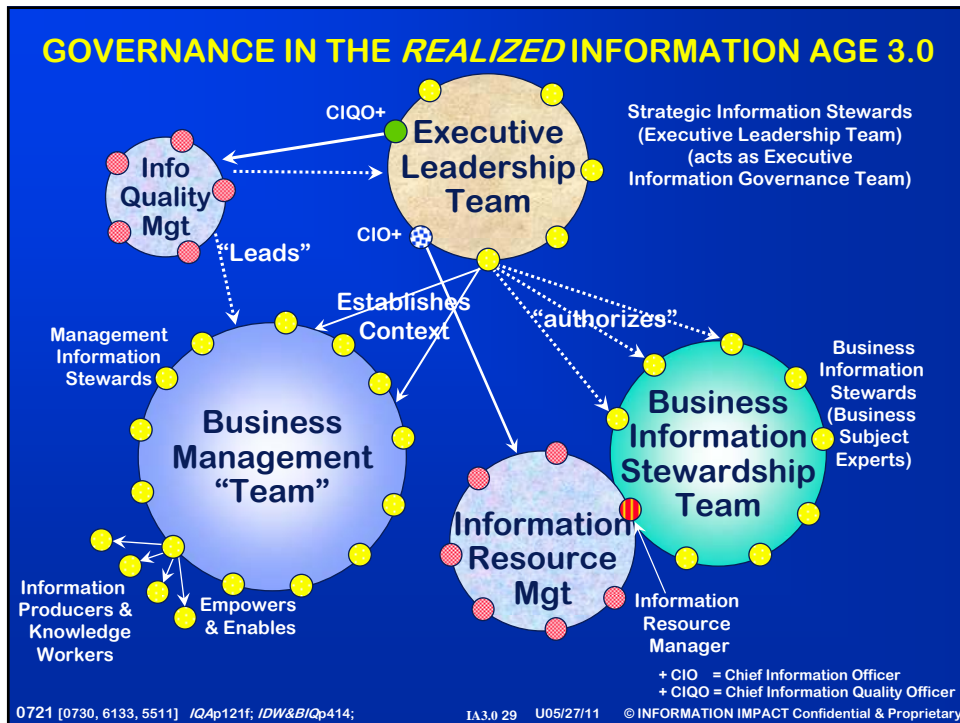 GOVERNANCE IN THE REALIZED INFORMATION AGE 3.0
CIQO+
Executive
Leadership
Team
Strategic Information Stewards
(Executive Leadership Team)
(acts as Executive
Information Governance Team)
Info
Quality
Mgt
CIO+
"Leads"
Establishes
Context
"authorizes"
Management
Information
Stewards
Business
Management
“Team”
Business
Information
Stewardship
Team
Business
Information
Stewards
(Business
Subject
Experts)
Information
Resource
Mgt
Information
Producers &
Knowledge
Workers
Empowers
& Enables
Information
Resource
Manager
+ CIO = Chief Information Officer
+ CIQO = Chief Information Quality Officer
0721 [0730, 6133, 5511] IQAp121f; IDW&BIQp414; IA3.0 29 U05/27/11 © INFORMATION IMPACT Confidential & Proprietary